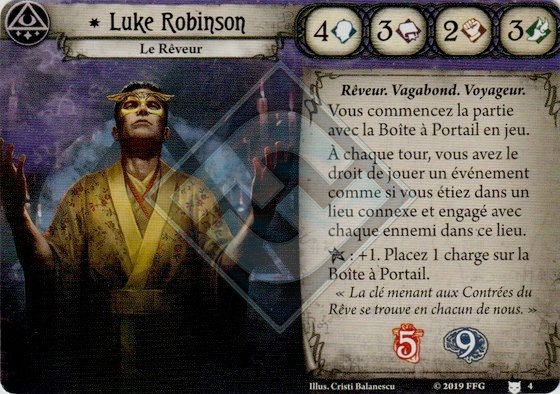 * Luke Robinson
Le Rêveur
4 3 2 3
Rêveur. Vagabond. Voyageur.
Vous commencez la partie
avec la Boîte à Portail en jeu.
À chaque tour, vous avez le
droit de jouer un événement
comme si vous étiez dans un
lieu connexe et engagé avec
chaque ennemi dans ce lieu.
: +1. Placez 1 charge sur la
Boîte à Portail.
« La clé menant aux Contrées du
Rêve se trouve en chacun de nous. »
5 9
Illus. Cristi Balanescu © 2019 FFG 4